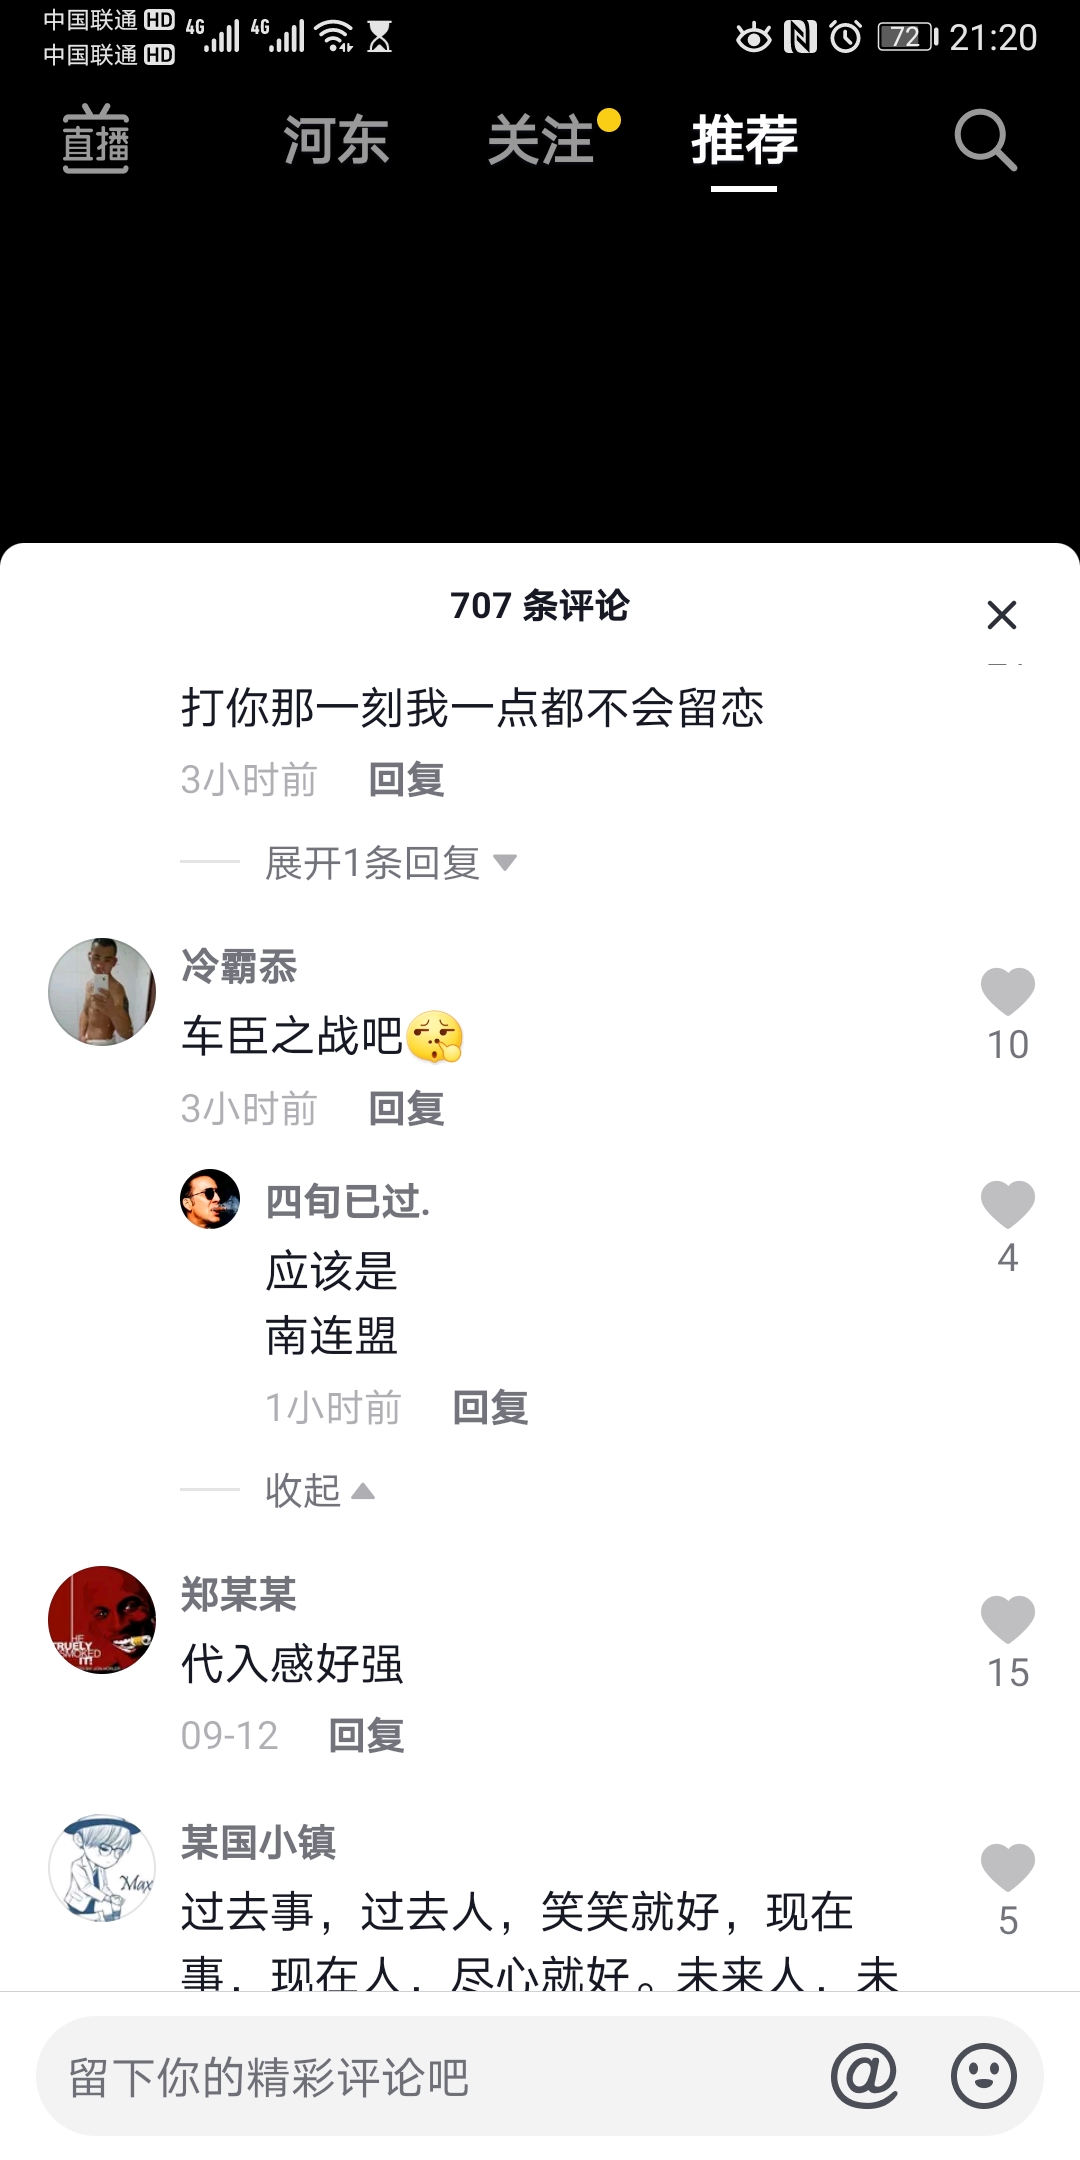 中国联通 HD 4G 4G 72 21:20
中国联通 HD
直播 河东 关注 推荐
707 条评论
打你那一刻我一点都不会留恋
3小时前 回复
展开1条回复
冷霸忝
车臣之战吧
10
3小时前 回复
四旬已过.
应该是
4
南连盟
1小时前 回复
收起
郑某某
代入感好强
15
09-12 回复
某国小镇
Max
过去事，过去人，笑笑就好，现在
5
事，现在人，尽心就好。未来人，未
留下你的精彩评论吧 @